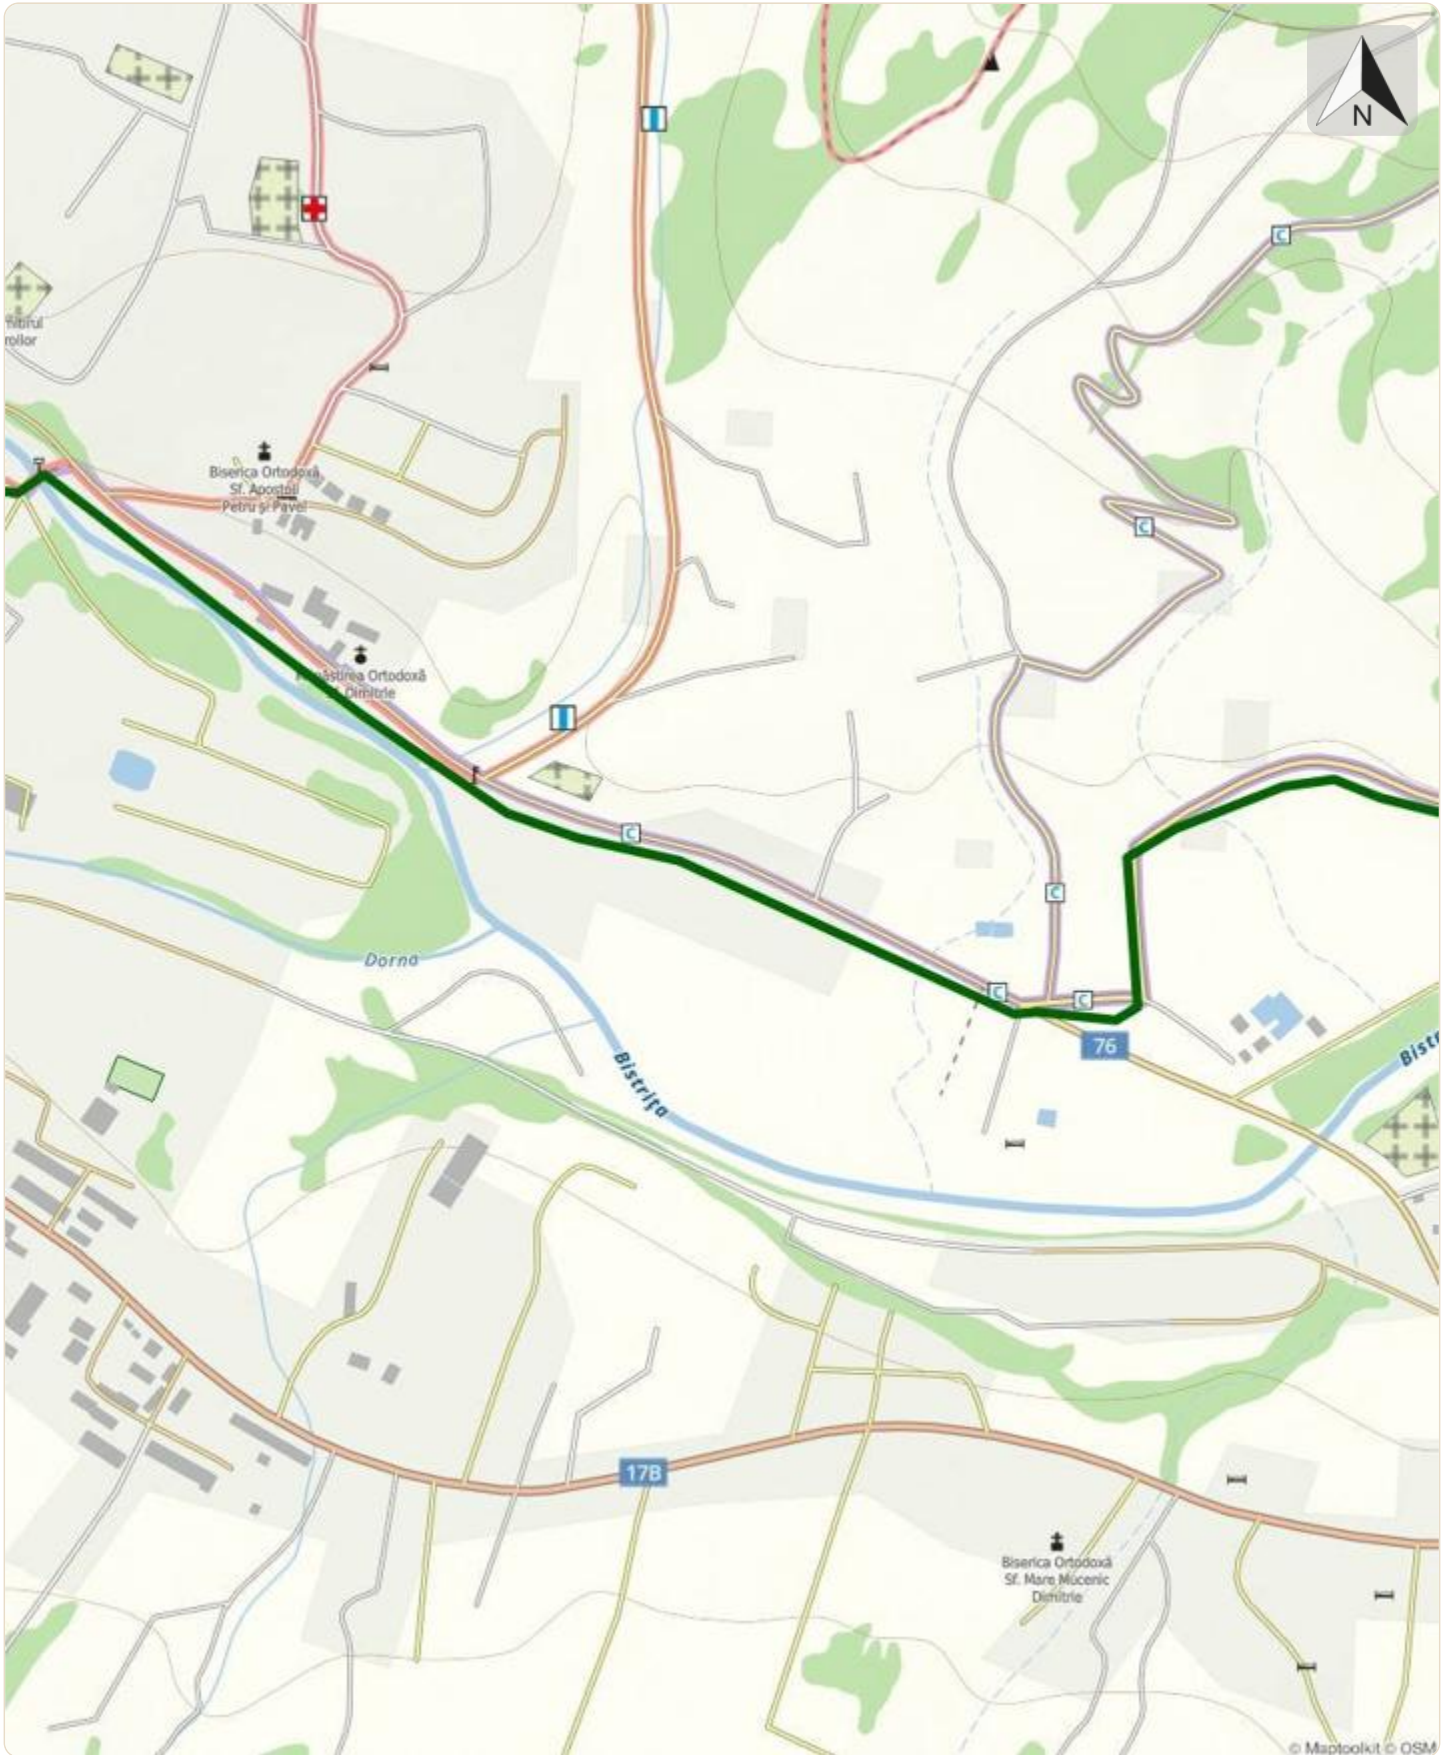 N
C
Biserica Ortodoxă
Sf. Apostoli
Petru și Pavel
C
Ortodoxă
Dimitrie
C
C
Dorna
C
C
76
Bistrița
17B
Biserica Ortodoxă
Sf. Mare Mucenic
Dimitrie
© Maptoolkit © OSM